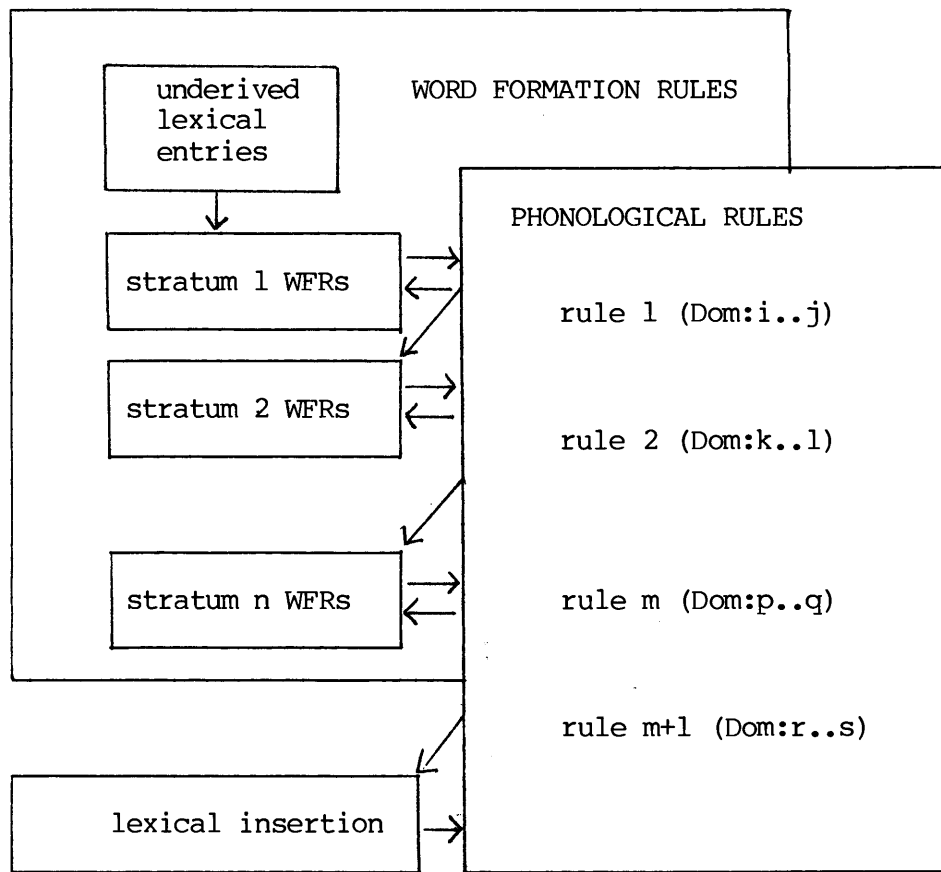 underived
lexical
entries
WORD FORMATION RULES
PHONOLOGICAL RULES
stratum 1 WFRs
rule 1 (Dom:i..j)
stratum 2 WFRs
rule 2 (Dom:k..l)
stratum n WFRs
rule m (Dom:p..q)
rule m+1 (Dom:r..s)
lexical insertion